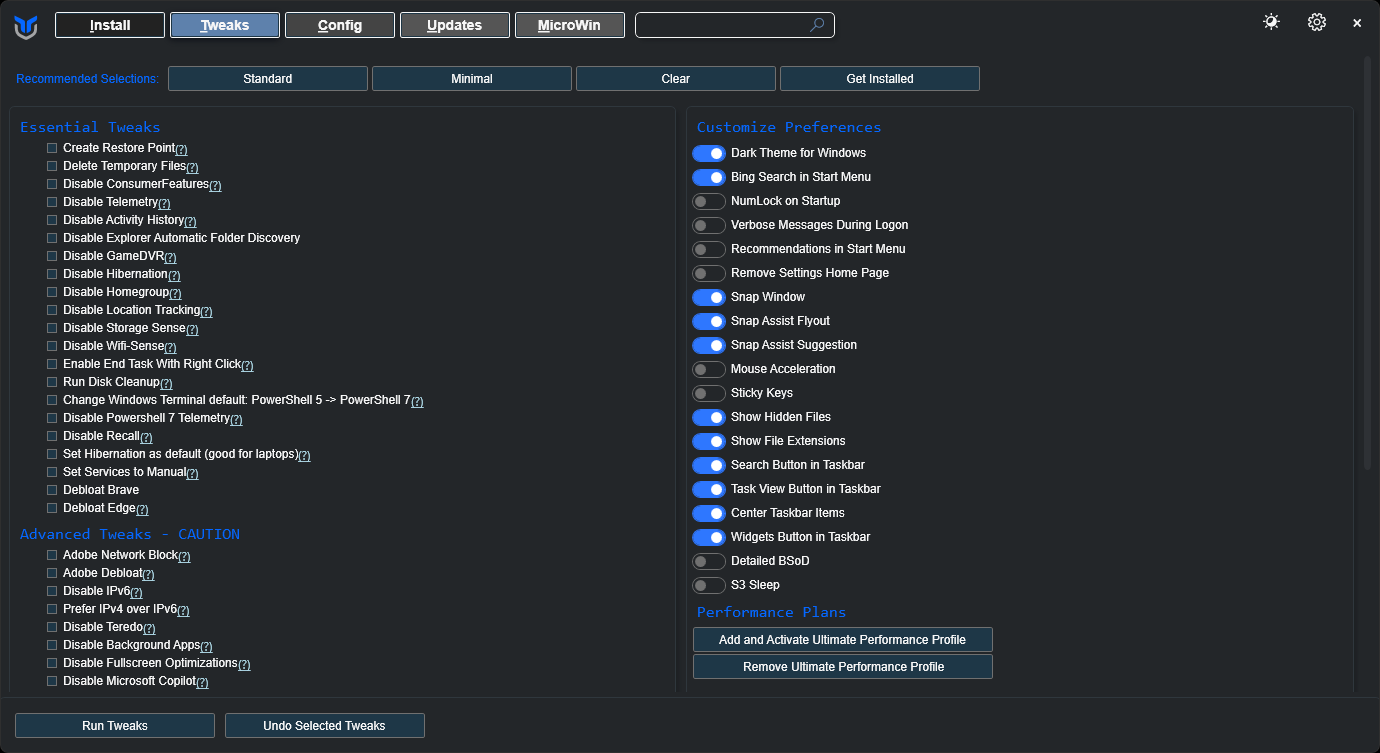 Install Tweaks Config Updates MicroWin
Recommended Selections: Standard Minimal Clear Get Installed
Essential Tweaks
Create Restore Point(?)
Delete Temporary Files(?)
Disable ConsumerFeatures(?)
Disable Telemetry(?)
Disable Activity History(?)
Disable Explorer Automatic Folder Discovery
Disable GameDVR(?)
Disable Hibernation(?)
Disable Homegroup(?)
Disable Location Tracking(?)
Disable Storage Sense(?)
Disable Wifi-Sense(?)
Enable End Task With Right Click(?)
Run Disk Cleanup(?)
Change Windows Terminal default: PowerShell 5 -> PowerShell 7(?)
Disable Powershell 7 Telemetry(?)
Disable Recall(?)
Set Hibernation as default (good for laptops)(?)
Set Services to Manual(?)
Debloat Brave
Debloat Edge(?)
Advanced Tweaks - CAUTION
Adobe Network Block(?)
Adobe Debloat(?)
Disable IPv6(?)
Prefer IPv4 over IPv6(?)
Disable Teredo(?)
Disable Background Apps(?)
Disable Fullscreen Optimizations(?)
Disable Microsoft Copilot(?)
Customize Preferences
Dark Theme for Windows
Bing Search in Start Menu
NumLock on Startup
Verbose Messages During Logon
Recommendations in Start Menu
Remove Settings Home Page
Snap Window
Snap Assist Flyout
Snap Assist Suggestion
Mouse Acceleration
Sticky Keys
Show Hidden Files
Show File Extensions
Search Button in Taskbar
Task View Button in Taskbar
Center Taskbar Items
Widgets Button in Taskbar
Detailed BSoD
S3 Sleep
Performance Plans
Add and Activate Ultimate Performance Profile
Remove Ultimate Performance Profile
Run Tweaks Undo Selected Tweaks